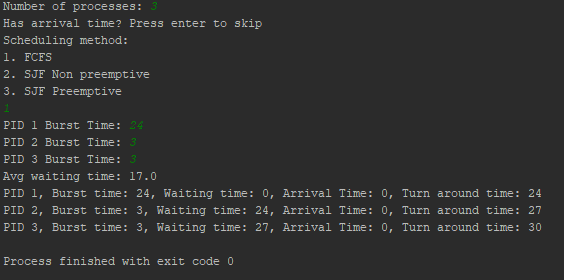 Number of processes: 3
Has arrival time? Press enter to skip
Scheduling method:
1. FCFS
2. SJF Non preemptive
3. SJF Preemptive
1
PID 1 Burst Time: 24
PID 2 Burst Time: 3
PID 3 Burst Time: 3
Avg waiting time: 17.0
PID 1, Burst time: 24, Waiting time: 0, Arrival Time: 0, Turn around time: 24
PID 2, Burst time: 3, Waiting time: 24, Arrival Time: 0, Turn around time: 27
PID 3, Burst time: 3, Waiting time: 27, Arrival Time: 0, Turn around time: 30
Process finished with exit code 0